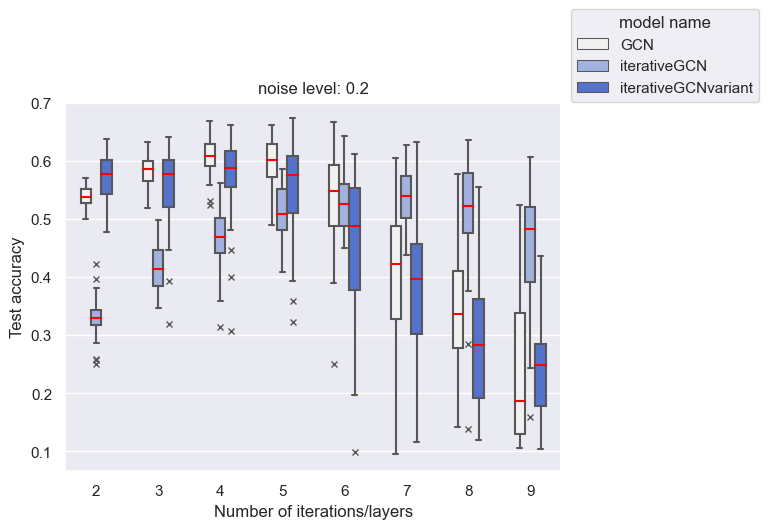 model name
GCN
iterativeGCN
iterativeGCNvariant
noise level: 0.2
0.7
0.6
0.5
0.4
0.3
0.2
0.1
Test accuracy
2 3 4 5 6 7 8 9
Number of iterations/layers